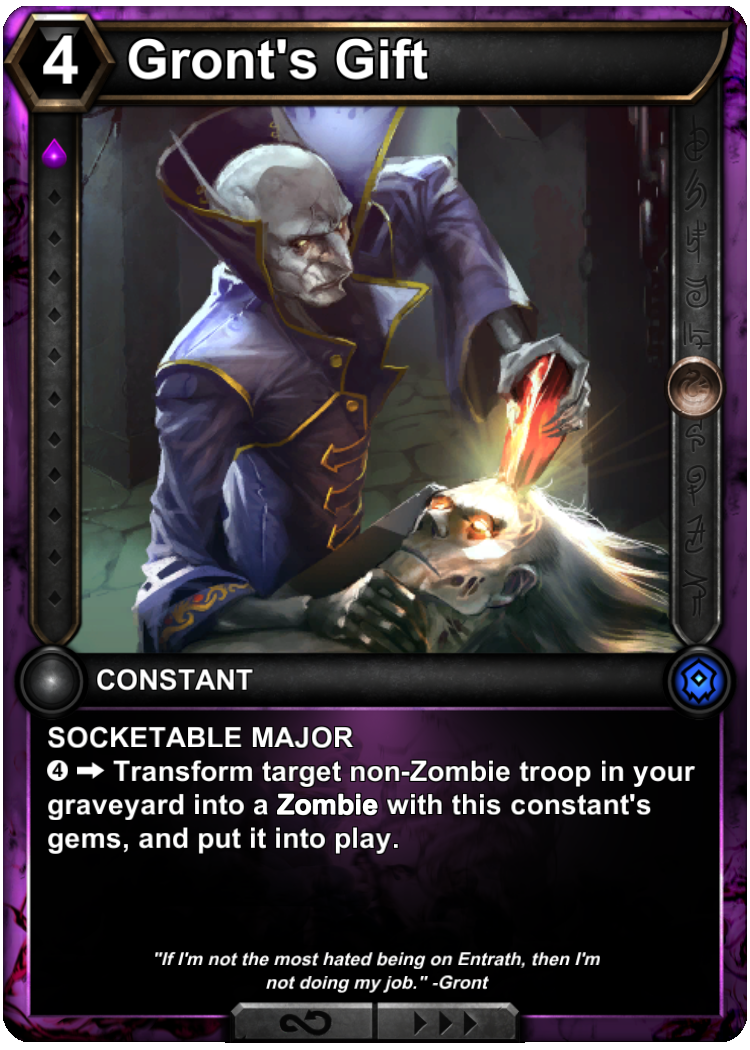 4 Gront's Gift
CONSTANT
SOCKETABLE MAJOR
4 ➡ Transform target non-Zombie troop in your
graveyard into a Zombie with this constant's
gems, and put it into play.
"If I'm not the most hated being on Entrath, then I'm
not doing my job." -Gront